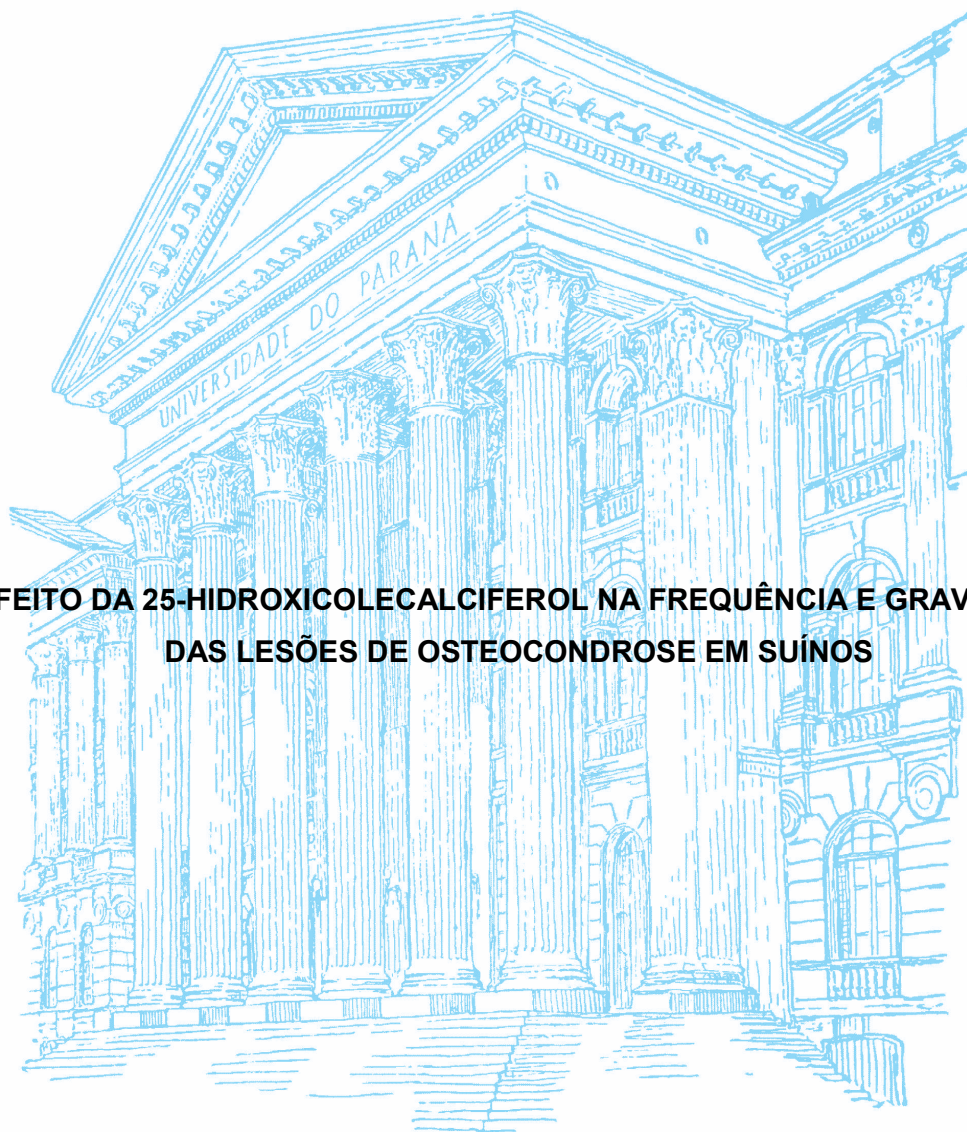 UNIVERSIDADE DO PARANÁ
FEITO DA 25-HIDROXICOLECALCIFEROL NA FREQUÊNCIA E GRAV
DAS LESÕES DE OSTEOCONDROSE EM SUÍNOS